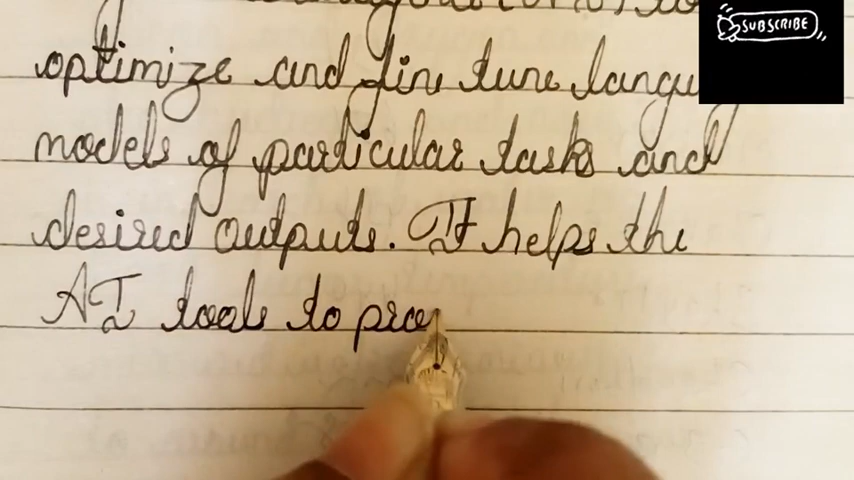 SUBSCRIBE
optimize and fine tune langu
models of particular tasks and
desired outputs. It helps the
AI tools to pro